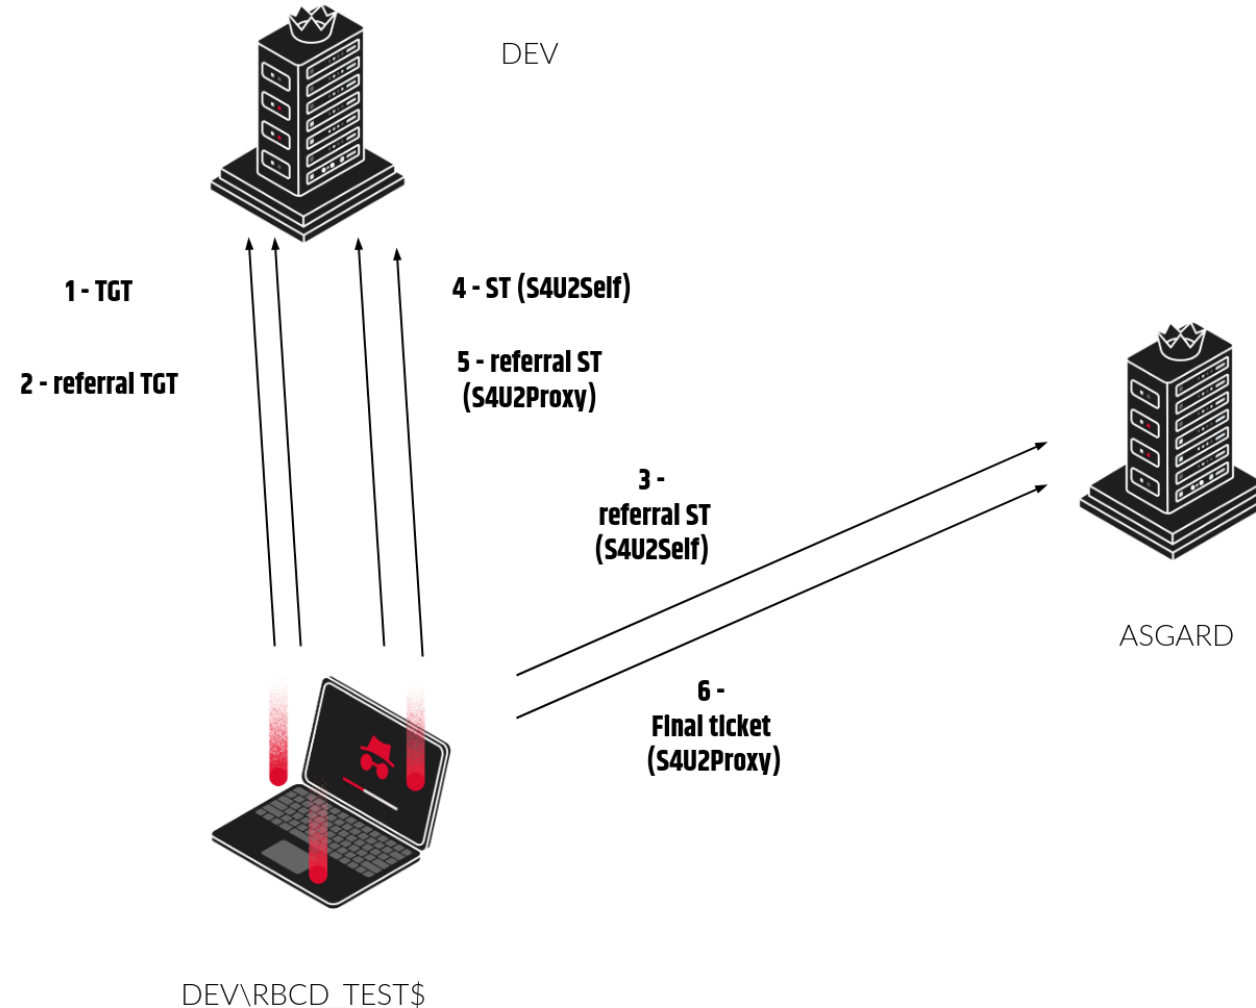 DEV
1 - TGT
2 - referral TGT
4 - ST (S4U2Self)
5 - referral ST
(S4U2Proxy)
3 -
referral ST
(S4U2Self)
ASGARD
6 -
Final ticket
(S4U2Proxy)
DEV\RBCD_TEST$